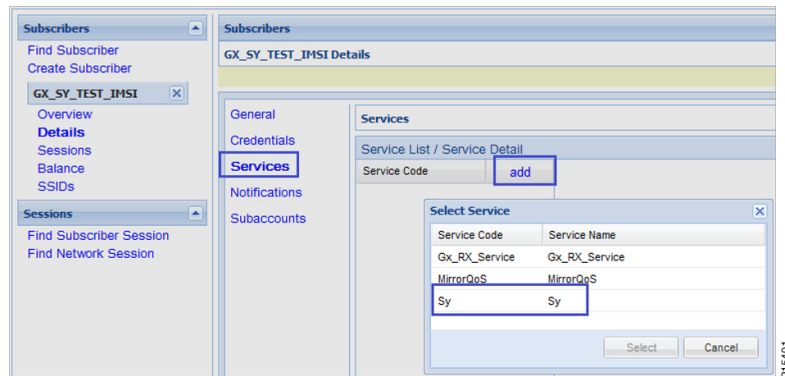 Subscribers
Find Subscriber
Create Subscriber
GX_SY_TEST_IMSI
Overview
Details
Sessions
Balance
SSIDs
Sessions
Find Subscriber Session
Find Network Session
Subscribers
GX_SY_TEST_IMSI Details
General
Credentials
Services
Notifications
Subaccounts
Services
Service List / Service Detail
Service Code add
Select Service
Service Code Service Name
Gx_RX_Service Gx_RX_Service
MirrorQoS MirrorQoS
Sy Sy
Select Cancel